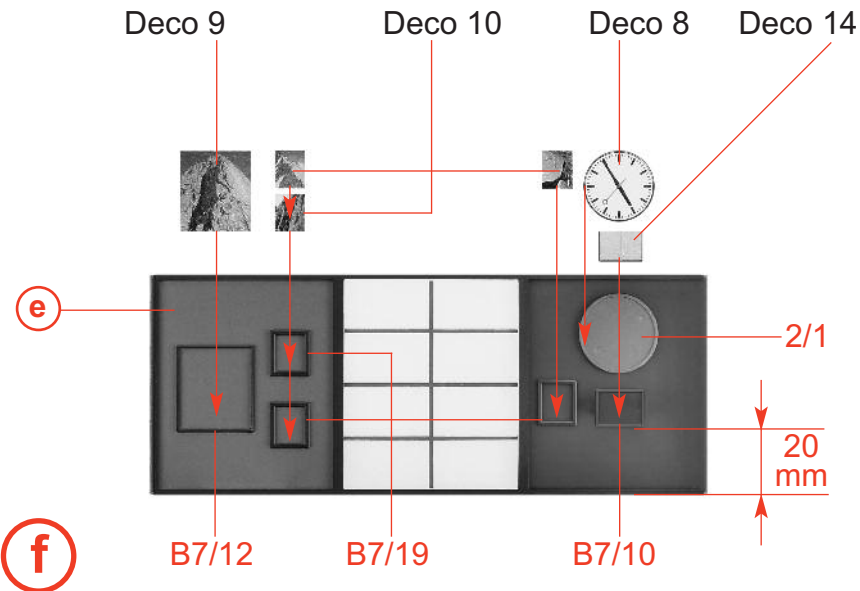 Deco 9
Deco 10
Deco 8
Deco 14
e
2/1
20
mm
f
B7/12
B7/19
B7/10